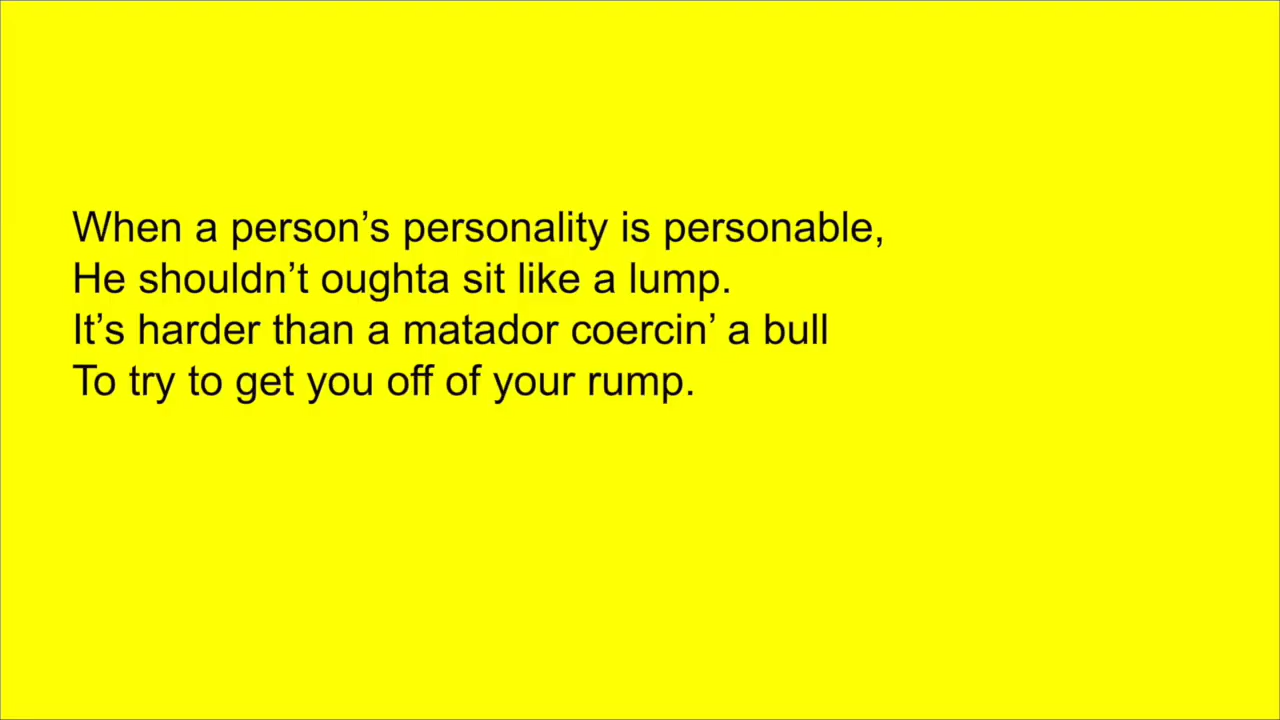 When a person’s personality is personable,
He shouldn’t oughta sit like a lump.
It’s harder than a matador coercin’ a bull
To try to get you off of your rump.